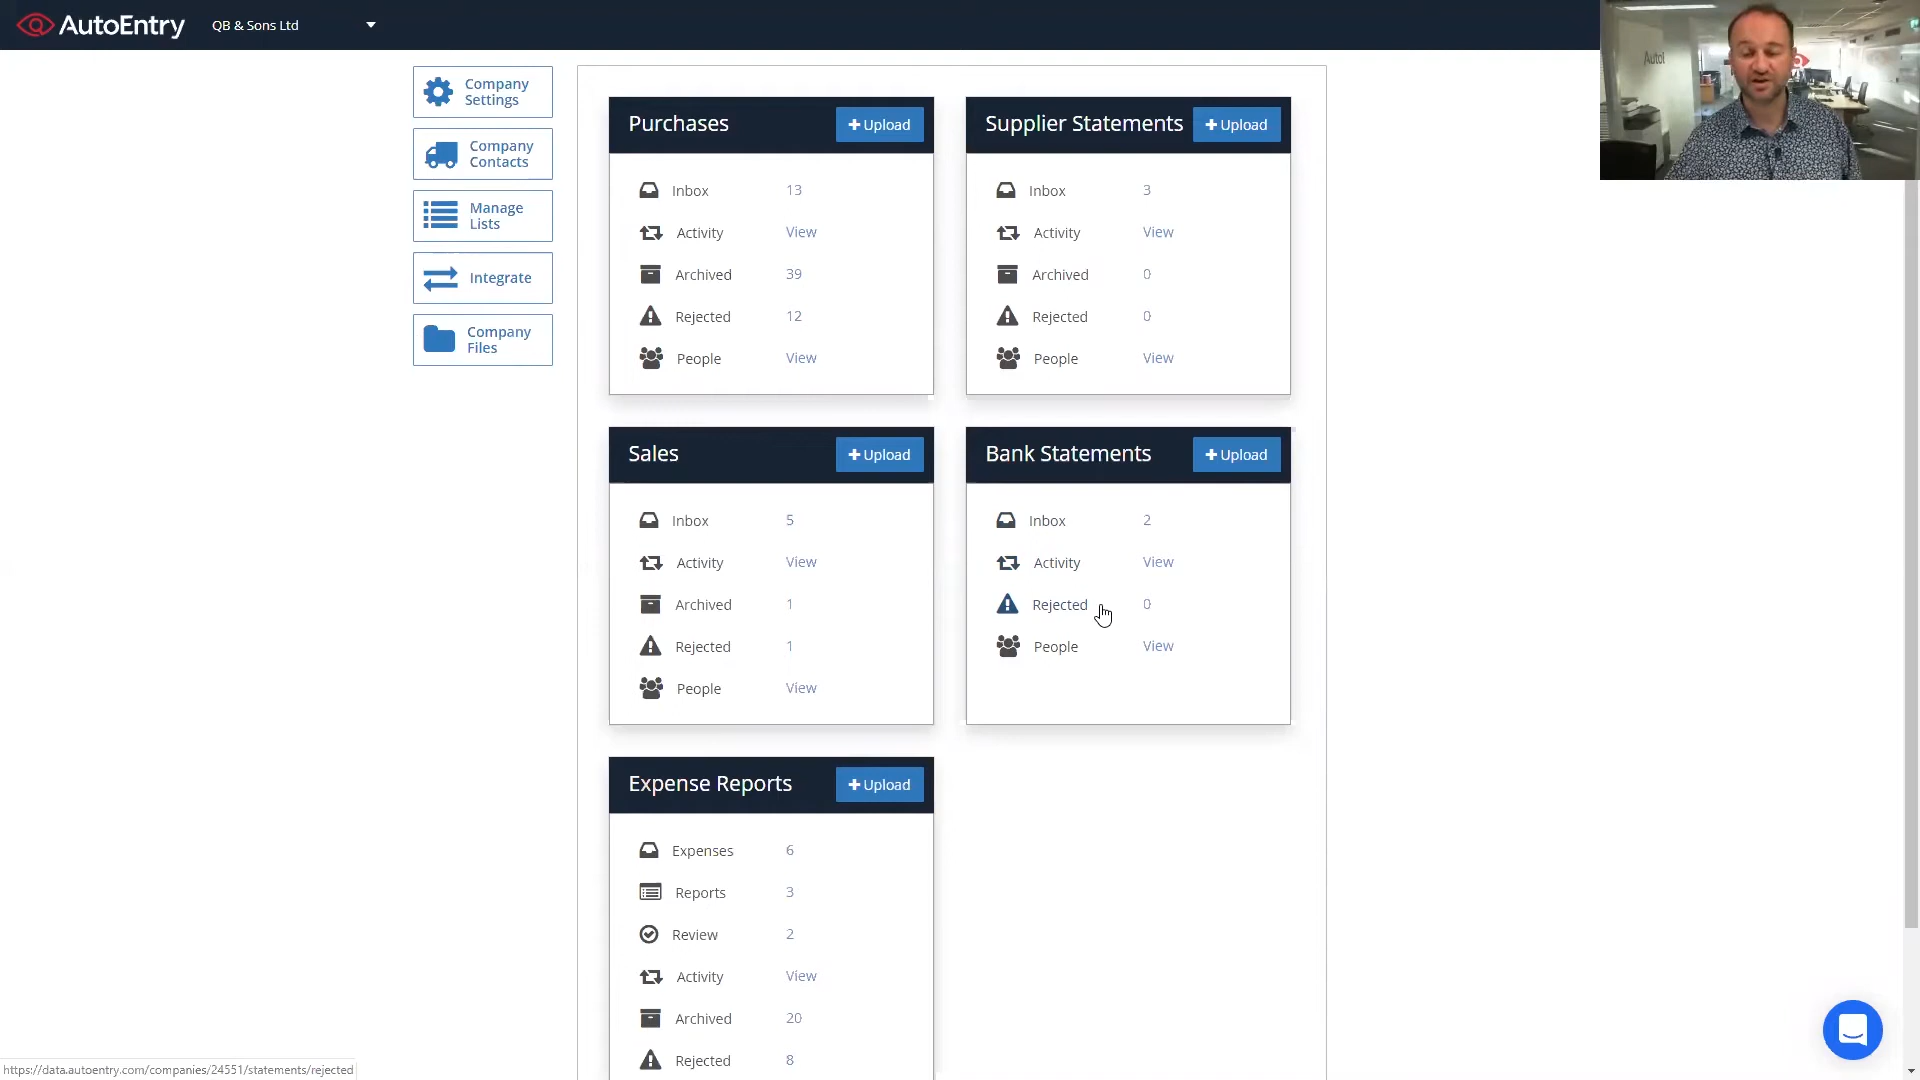 AutoEntry
QB & Sons Ltd
Company
Settings
Company
Contacts
Manage
Lists
Integrate
Company
Files
Purchases
+ Upload
Inbox 13
Activity View
Archived 39
Rejected 12
People View
Supplier Statements
+ Upload
Inbox 3
Activity View
Archived 0
Rejected 0
People View
Sales
+ Upload
Inbox 5
Activity View
Archived 1
Rejected 1
People View
Bank Statements
+ Upload
Inbox 2
Activity View
Rejected 0
People View
Expense Reports
+ Upload
Expenses 6
Reports 3
Review 2
Activity View
Archived 20
Rejected 8
https://data.autoentry.com/companies/24551/statements/rejected